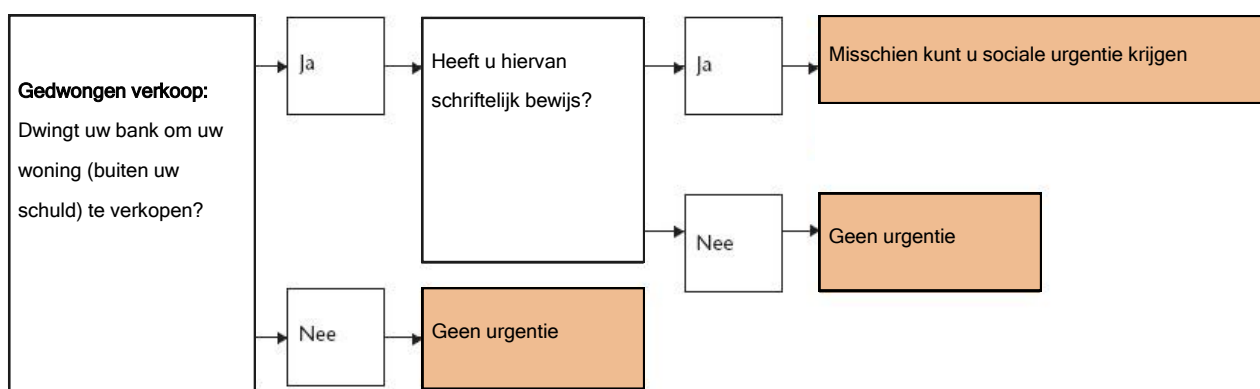 Gedwongen verkoop:
Dwingt uw bank om uw
woning (buiten uw
schuld) te verkopen?
Ja
Heeft u hiervan
schriftelijk bewijs?
Ja
Misschien kunt u sociale urgentie krijgen
Nee
Geen urgentie
Nee
Geen urgentie